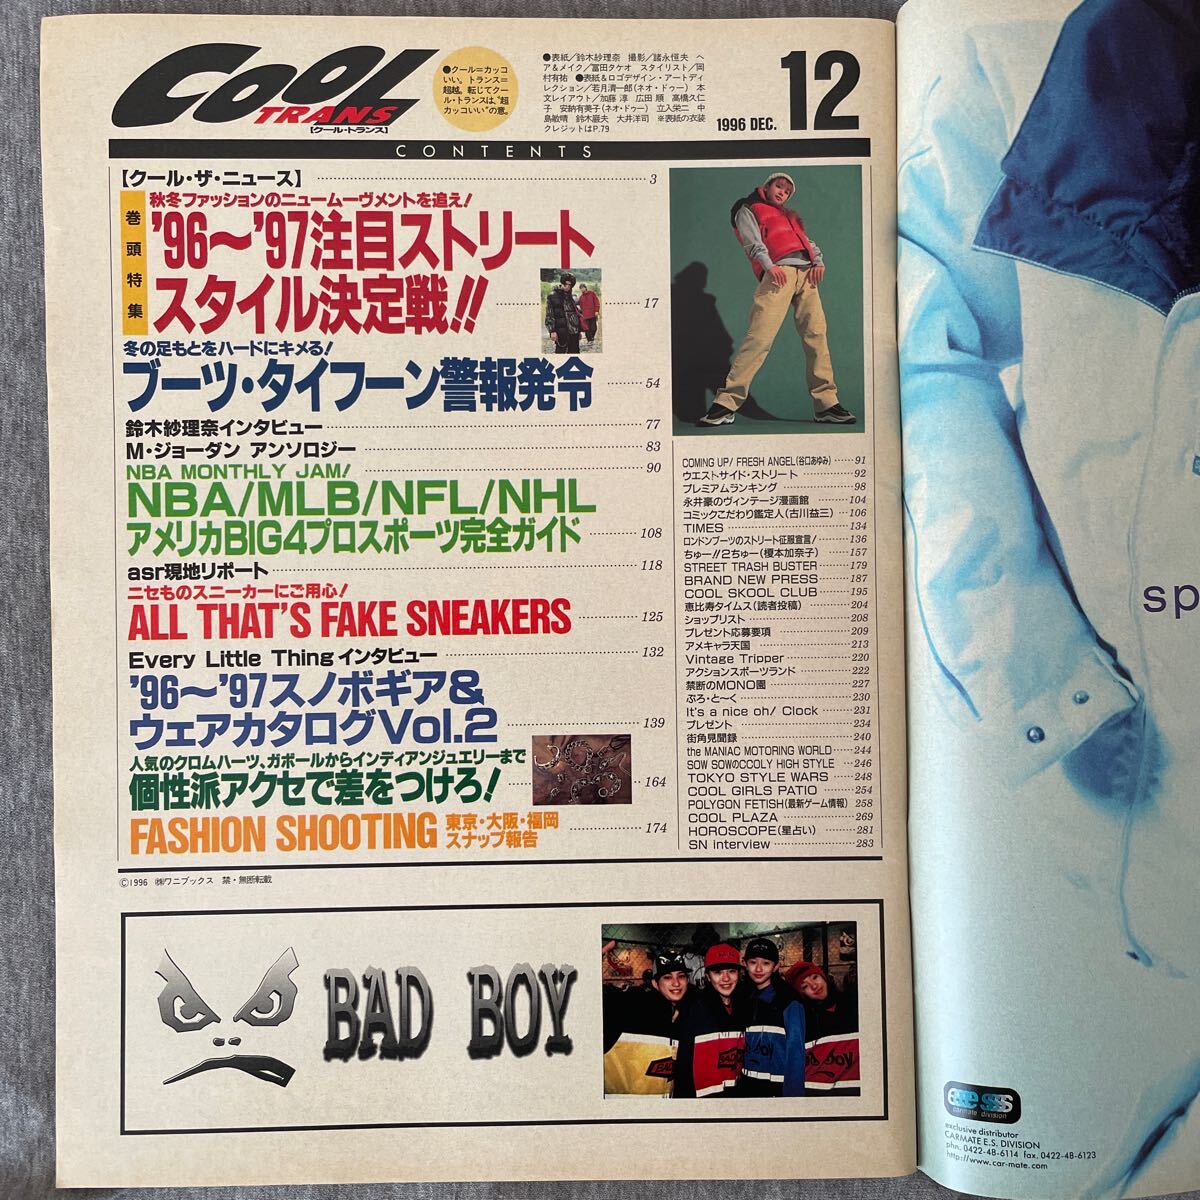 COOL
TRANS
【クール・トランス】
●クール=カッコ
いい。トランス=
超越。転じてクー
ル・トランスは、“超
カッコいい”の意。
●表紙/鈴木紗理奈 撮影/諸永恒夫 ヘ
ア&メイク/冨田タケオ スタイリスト/岡
村有祐 ●表紙&ロゴデザイン・アートディ
レクション/若月清一郎(ネオ・ドゥー) 本
文レイアウト/加藤 淳 広田 順 高橋久仁
子 安納有美子(ネオ・ドゥー) 立入栄二 中
島敏晴 鈴木巌夫 大井洋司 ※表紙の衣装
クレジットはP.79
1996 DEC. 12
CONTENTS
【クール・ザ・ニュース】 3
巻頭特集
秋冬ファッションのニュームーヴメントを追え!
'96〜'97注目ストリート
スタイル決定戦!! 17
冬の足もとをハードにキメる!
ブーツ・タイフーン警報発令 54
鈴木紗理奈インタビュー 77
M・ジョーダン アンソロジー 83
NBA MONTHLY JAM! 90
NBA/MLB/NFL/NHL
アメリカBIG4プロスポーツ完全ガイド 108
asr現地リポート 118
ニセものスニーカーにご用心!
ALL THAT'S FAKE SNEAKERS 125
Every Little Thingインタビュー 132
'96〜'97スノボギア&
ウェアカタログVol.2 139
人気のクロムハーツ、ガボールからインディアンジュエリーまで
個性派アクセで差をつけろ! 164
FASHION SHOOTING 東京・大阪・福岡
スナップ報告 174
COMING UP! FRESH ANGEL(谷口あゆみ) 91
ウエストサイド・ストリート 92
プレミアムランキング 98
永井豪のヴィンテージ漫画館 104
コミックこだわり鑑定人(古川益三) 106
TIMES 134
ロンドンブーツのストリート征服宣言! 136
ちゅー!!2ちゅー(榎本加奈子) 157
STREET TRASH BUSTER 179
BRAND NEW PRESS 187
COOL SKOOL CLUB 195
恵比寿タイムス(読者投稿) 204
ショップリスト 208
プレゼント応募要項 209
アメキャラ天国 213
Vintage Tripper 220
アクションスポーツランド 222
禁断のMONO園 227
ぷろ・と〜く 230
It's a nice oh! Clock 231
プレゼント 234
街角見聞録 240
the MANIAC MOTORING WORLD 244
SOW SOWのCCOLY HIGH STYLE 246
TOKYO STYLE WARS 248
COOL GIRLS PATIO 254
POLYGON FETISH(最新ゲーム情報) 258
COOL PLAZA 269
HOROSCOPE(星占い) 281
SN interview 283
©1996 ㈱ワニブックス 禁・無断転載
BAD BOY
sp
carmate division
exclusive distributor
CARMATE E.S. DIVISION
phn. 0422-48-6114 fax. 0422-48-6123
http://www.car-mate.com